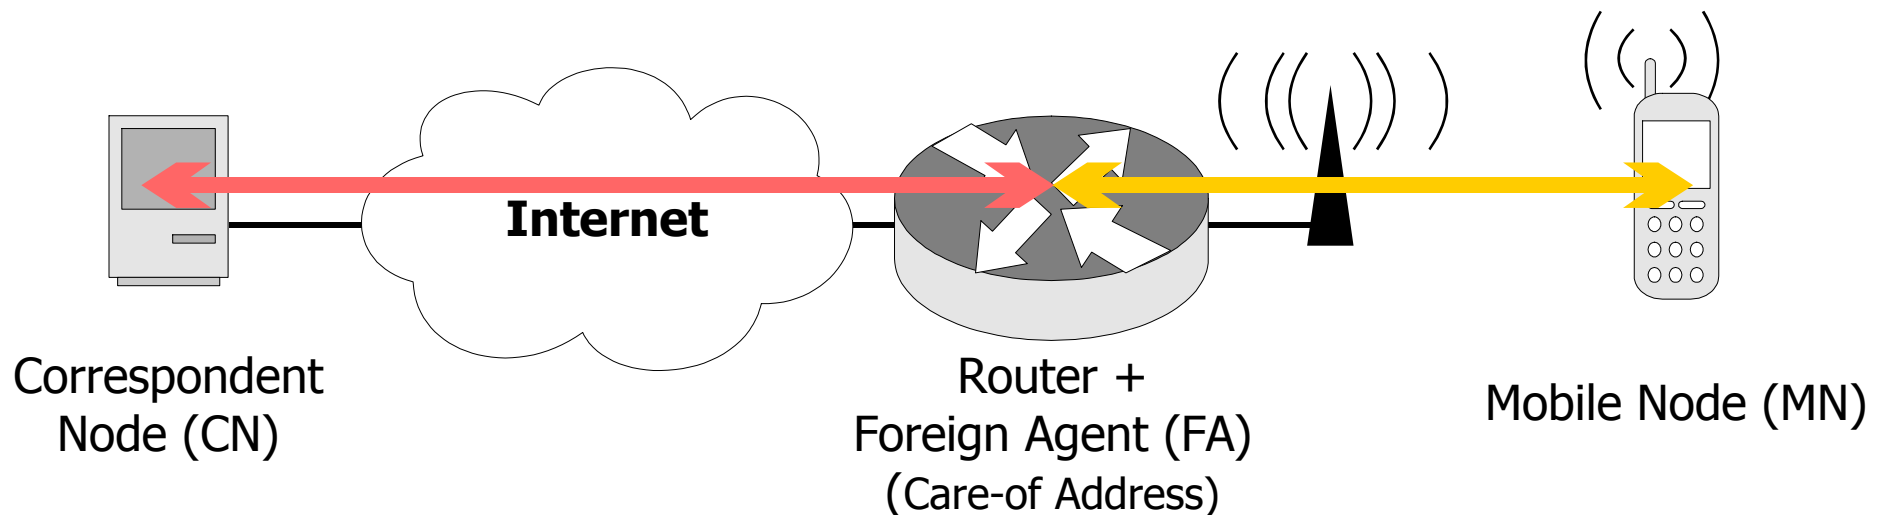 Internet
Correspondent
Node (CN)
Router +
Foreign Agent (FA)
(Care-of Address)
Mobile Node (MN)